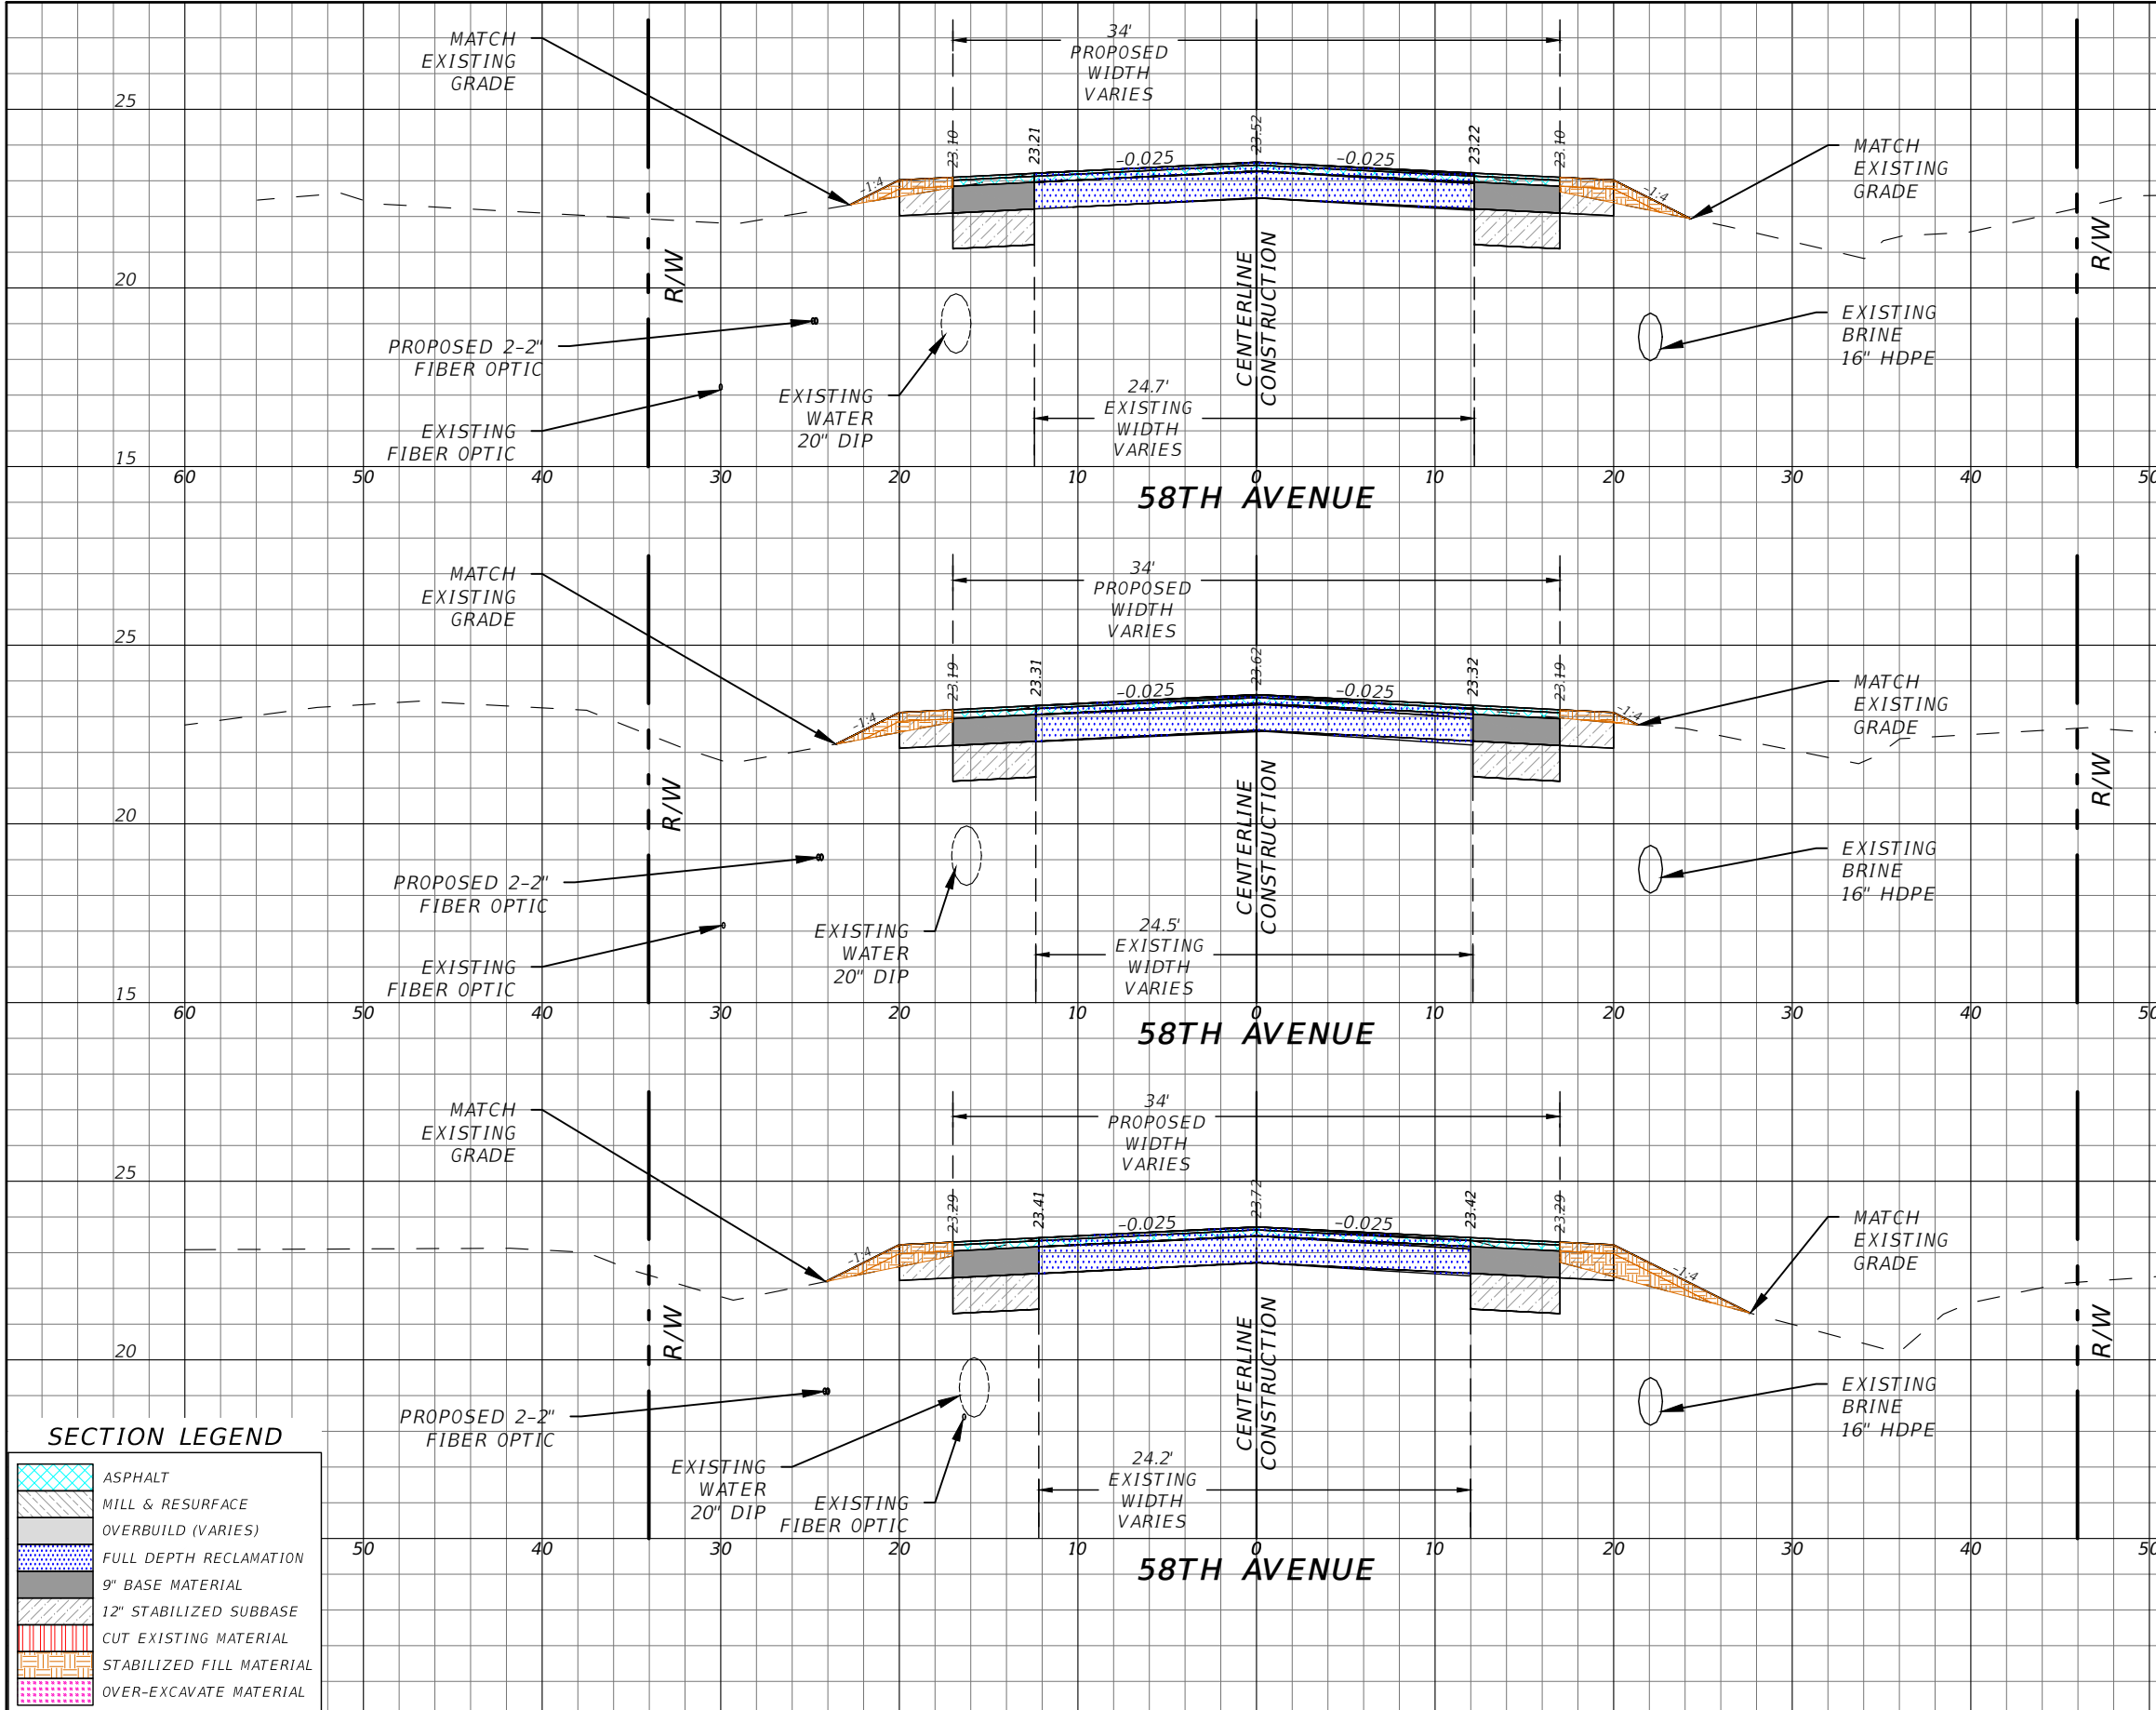 MATCH
EXISTING
GRADE
34'
PROPOSED
WIDTH
VARIES
25
23.10
23.21
-0.025
23.52
-0.025
23.22
23.10
MATCH
EXISTING
GRADE
-1:4
-1:4
R/W
CENTERLINE
CONSTRUCTION
R/W
20
PROPOSED 2-2"
FIBER OPTIC
EXISTING
BRINE
16" HDPE
EXISTING
WATER
20" DIP
24.7'
EXISTING
WIDTH
VARIES
EXISTING
FIBER OPTIC
15
60 50 40 30 20 10 0 10 20 30 40 50
58TH AVENUE
MATCH
EXISTING
GRADE
34'
PROPOSED
WIDTH
VARIES
25
23.19
23.31
-0.025
23.62
-0.025
23.32
23.19
MATCH
EXISTING
GRADE
-1:4
-1:4
R/W
CENTERLINE
CONSTRUCTION
R/W
20
PROPOSED 2-2"
FIBER OPTIC
EXISTING
BRINE
16" HDPE
EXISTING
WATER
20" DIP
24.5'
EXISTING
WIDTH
VARIES
EXISTING
FIBER OPTIC
15
60 50 40 30 20 10 0 10 20 30 40 50
58TH AVENUE
MATCH
EXISTING
GRADE
34'
PROPOSED
WIDTH
VARIES
25
23.29
23.41
-0.025
23.72
-0.025
23.42
23.29
MATCH
EXISTING
GRADE
-1:4
-1:4
R/W
CENTERLINE
CONSTRUCTION
R/W
20
PROPOSED 2-2"
FIBER OPTIC
EXISTING
BRINE
16" HDPE
EXISTING
WATER
20" DIP
EXISTING
FIBER OPTIC
24.2'
EXISTING
WIDTH
VARIES
50 40 30 20 10 0 10 20 30 40 50
58TH AVENUE
SECTION LEGEND
ASPHALT
MILL & RESURFACE
OVERBUILD (VARIES)
FULL DEPTH RECLAMATION
9" BASE MATERIAL
12" STABILIZED SUBBASE
CUT EXISTING MATERIAL
STABILIZED FILL MATERIAL
OVER-EXCAVATE MATERIAL